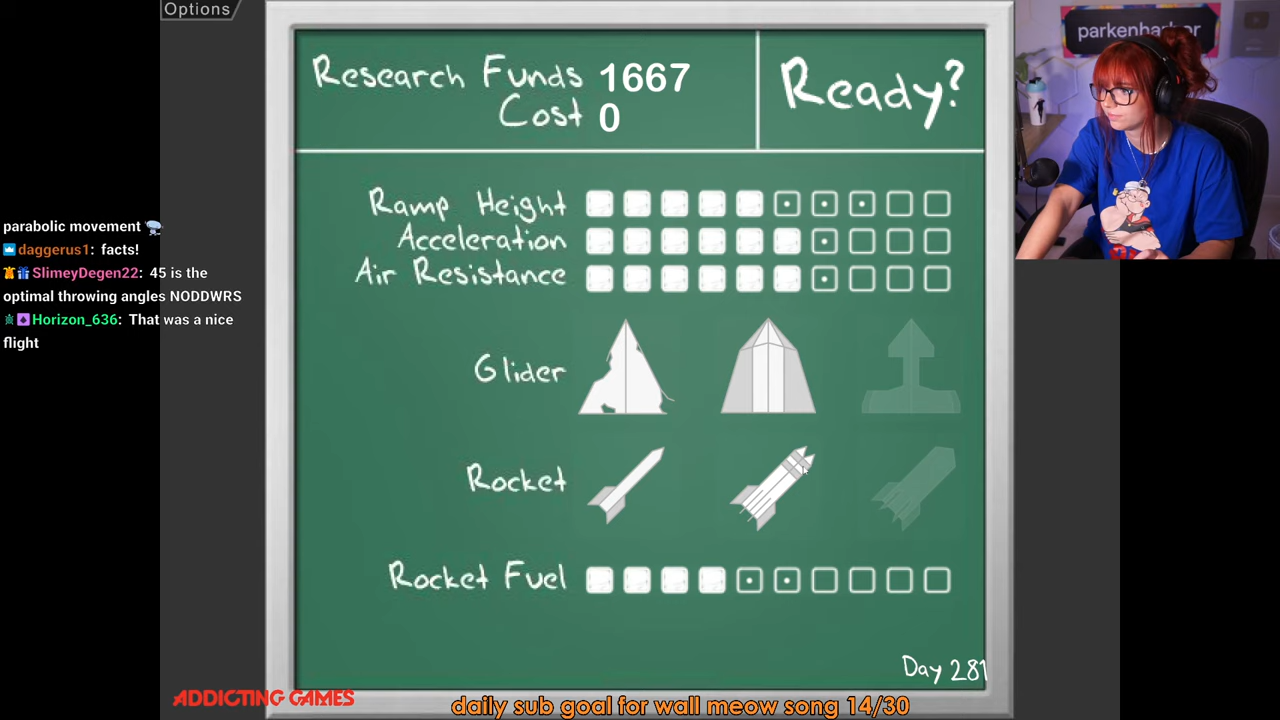 Options
Research Funds 1667
Cost 0
Ready?
parkenharbor
Ramp Height
Acceleration
Air Resistance
Glider
Rocket
Rocket Fuel
Day 281
parabolic movement
daggerus1: facts!
SlimeyDegen22: 45 is the
optimal throwing angles NODDWRS
Horizon_636: That was a nice
flight
ADDICTING GAMES
daily sub goal for wall meow song 14/30